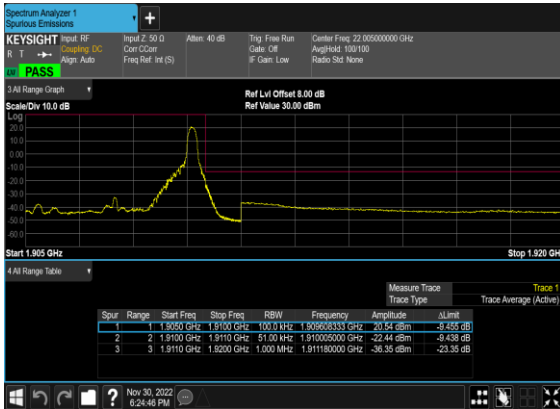 Spectrum Analyzer 1
Spurious Emissions
+
KEYSIGHT Input: RF Input Z: 50 Ω Atten: 40 dB Trig: Free Run Center Freq: 22.005000000 GHz
R T Coupling: DC Corr CCorr Gate: Off Avg|Hold: 100/100
Align: Auto Freq Ref: Int (S) IF Gain: Low Radio Std: None
PASS
3 All Range Graph
Ref Lvl Offset 8.00 dB
Scale/Div 10.0 dB Ref Value 30.00 dBm
Log
20.0
10.0
0.00
-10.0
-20.0
-30.0
-40.0
-50.0
-60.0
Start 1.905 GHz Stop 1.920 GH
4 All Range Table
Measure Trace Trace 1
Trace Type Trace Average (Active)
Spur Range Start Freq Stop Freq RBW Frequency Amplitude ΔLimit
1 1 1.9050 GHz 1.9100 GHz 100.0 kHz 1.909608333 GHz 20.54 dBm -9.455 dB
2 2 1.9100 GHz 1.9110 GHz 51.00 kHz 1.910005000 GHz -22.44 dBm -9.438 dB
3 3 1.9110 GHz 1.9200 GHz 1.000 MHz 1.911180000 GHz -36.35 dBm -23.35 dB
Nov 30, 2022
6:24:46 PM
?